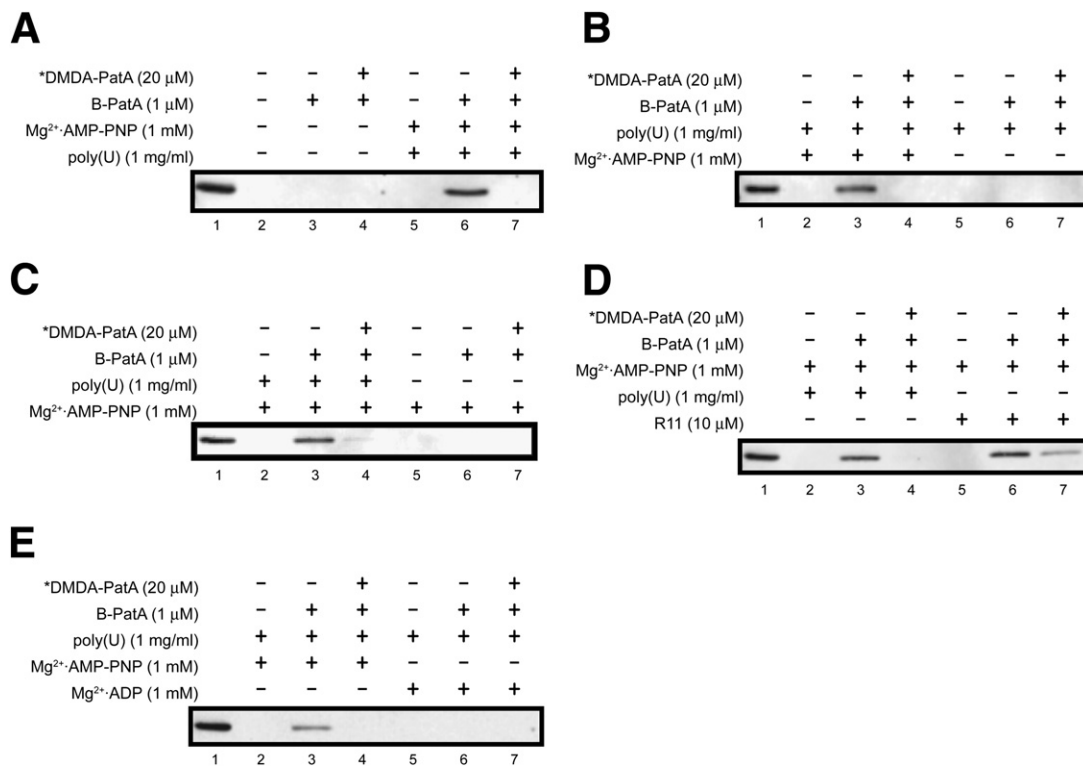 A
*DMDA-PatA (20 μM) – – + – – +
B-PatA (1 μM) – + + – + +
Mg²⁺·AMP-PNP (1 mM) – – – + + +
poly(U) (1 mg/ml) – – – + + +
1 2 3 4 5 6 7
B
*DMDA-PatA (20 μM) – – + – – +
B-PatA (1 μM) – + + – + +
poly(U) (1 mg/ml) + + + + + +
Mg²⁺·AMP-PNP (1 mM) + + + – – –
1 2 3 4 5 6 7
C
*DMDA-PatA (20 μM) – – + – – +
B-PatA (1 μM) – + + – + +
poly(U) (1 mg/ml) + + + – – –
Mg²⁺·AMP-PNP (1 mM) + + + + + +
1 2 3 4 5 6 7
D
*DMDA-PatA (20 μM) – – + – – +
B-PatA (1 μM) – + + – + +
Mg²⁺·AMP-PNP (1 mM) + + + + + +
poly(U) (1 mg/ml) + + + – – –
R11 (10 μM) – – – + + +
1 2 3 4 5 6 7
E
*DMDA-PatA (20 μM) – – + – – +
B-PatA (1 μM) – + + – + +
poly(U) (1 mg/ml) + + + + + +
Mg²⁺·AMP-PNP (1 mM) + + + – – –
Mg²⁺·ADP (1 mM) – – – + + +
1 2 3 4 5 6 7